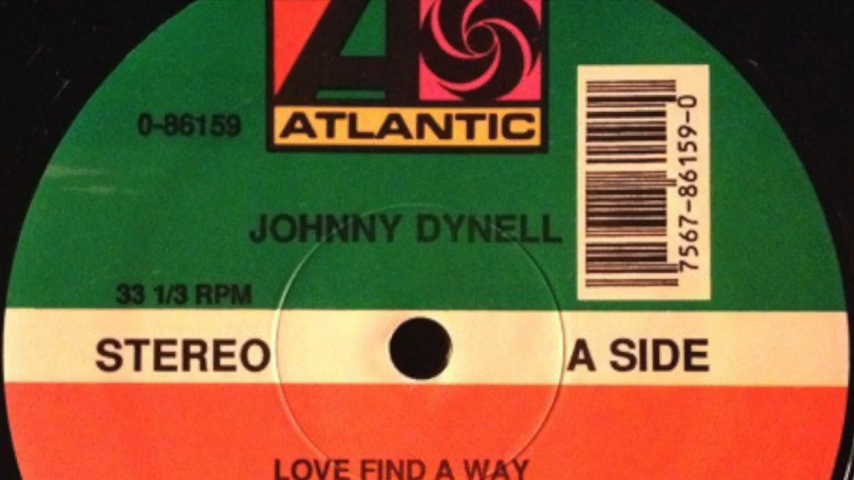 ATLANTIC
0-86159
7567-86159-0
JOHNNY DYNELL
33 1/3 RPM
STEREO
A SIDE
LOVE FIND A WAY